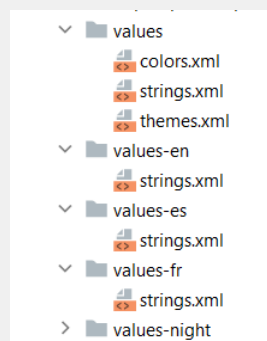 values
colors.xml
strings.xml
themes.xml
values-en
strings.xml
values-es
strings.xml
values-fr
strings.xml
values-night